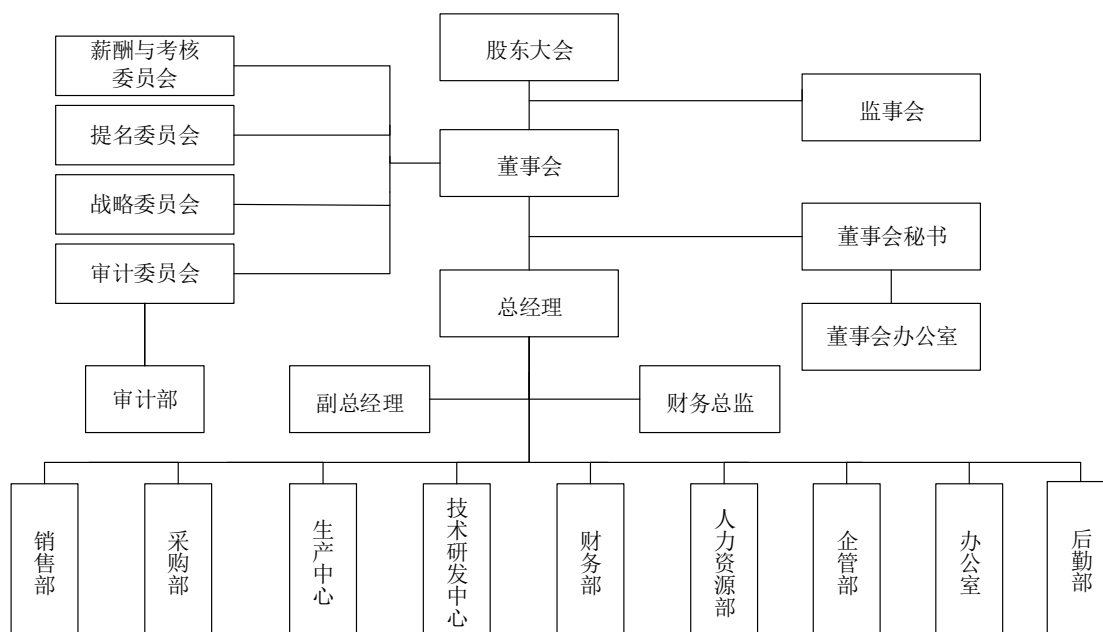 薪酬与考核
委员会
股东大会
监事会
提名委员会
董事会
战略委员会
董事会秘书
审计委员会
总经理
董事会办公室
审计部
副总经理
财务总监
销售部
采购部
生产中心
技术研发中心
财务部
人力资源部
企管部
办公室
后勤部